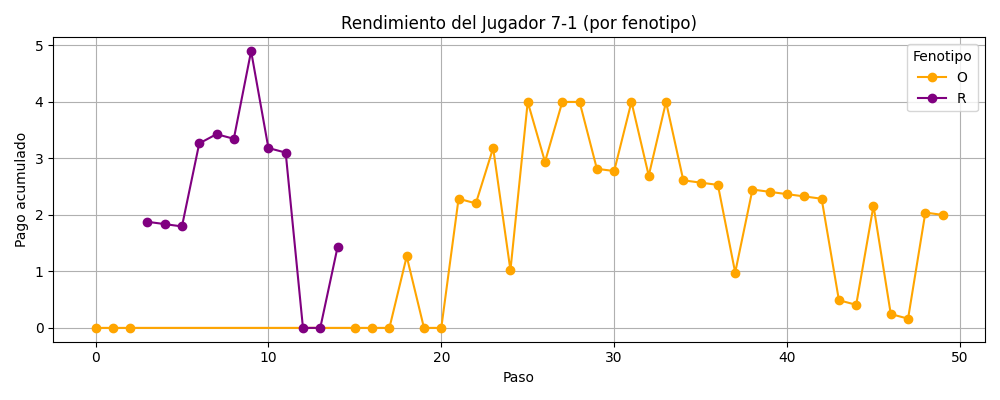 Rendimiento del Jugador 7-1 (por fenotipo)
Pago acumulado
5
4
3
2
1
0
Fenotipo
O
R
0 10 20 30 40 50
Paso